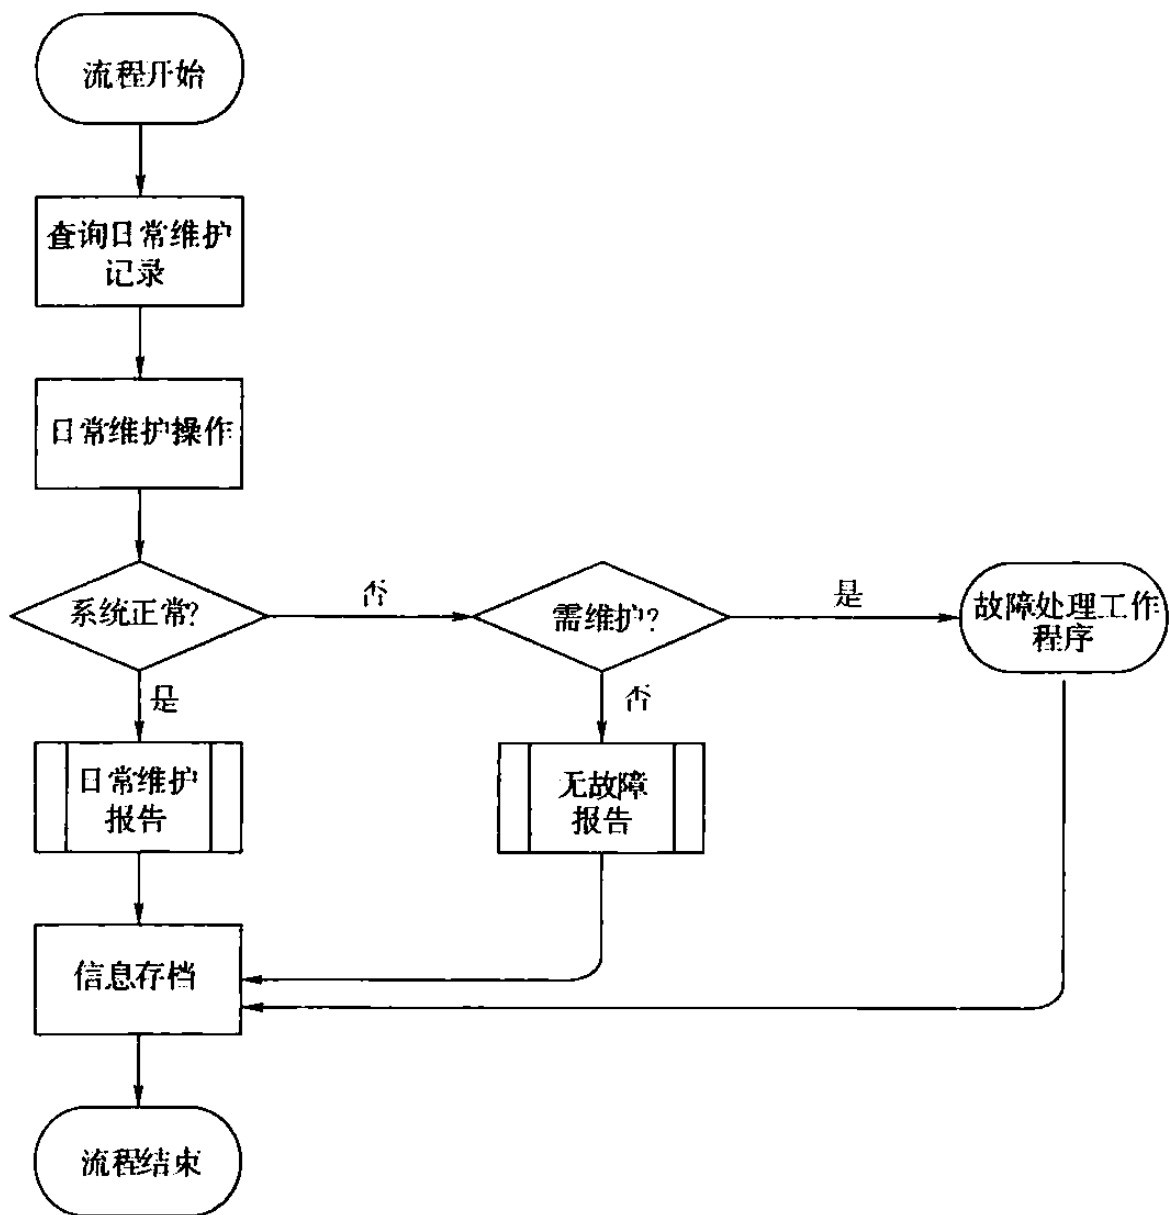 流程开始
查询日常维护
记录
日常维护操作
系统正常?
否
需维护?
是
故障处理工作
程序
是
否
日常维护
报告
无故障
报告
信息存档
流程结束